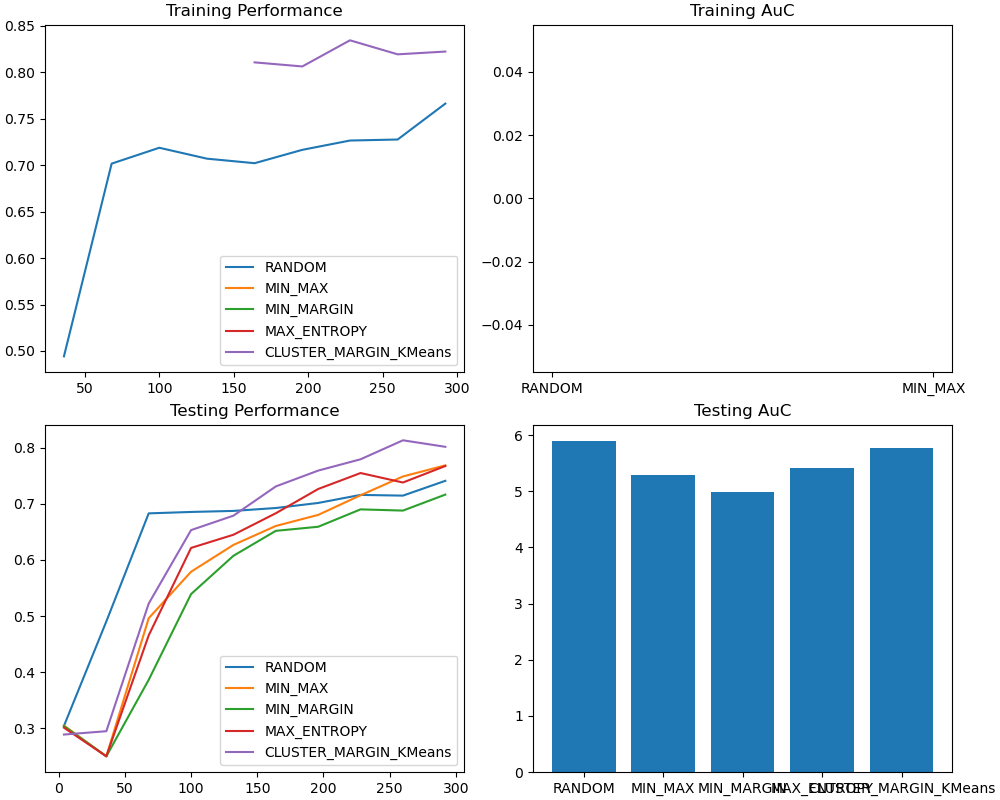 Training Performance
0.85
0.80
0.75
0.70
0.65
0.60
0.55
0.50
RANDOM
MIN_MAX
MIN_MARGIN
MAX_ENTROPY
CLUSTER_MARGIN_KMeans
50 100 150 200 250 300
Training AuC
0.04
0.02
0.00
−0.02
−0.04
RANDOM MIN_MAX
Testing Performance
0.8
0.7
0.6
0.5
0.4
0.3
RANDOM
MIN_MAX
MIN_MARGIN
MAX_ENTROPY
CLUSTER_MARGIN_KMeans
0 50 100 150 200 250 300
Testing AuC
6
5
4
3
2
1
0
RANDOM MIN_MAX MIN_MARGIN MAX_ENTROPY CLUSTER_MARGIN_KMeans